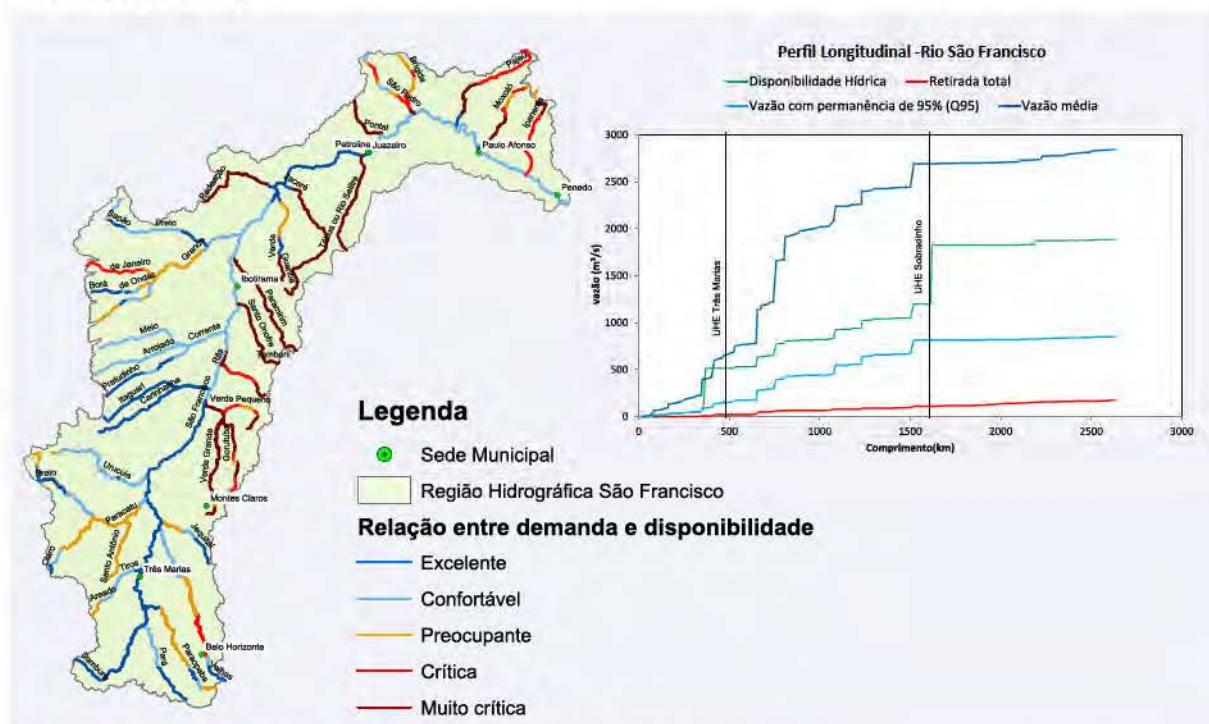 Perfil Longitudinal -Rio São Francisco
Disponibilidade Hídrica
Retirada total
Vazão com permanência de 95% (Q95)
Vazão média
3000
2500
2000
1500
1000
500
0
vazão (m³/s)
0
500
1000
1500
2000
2500
3000
Comprimento(km)
UHE Três Marias
UHE Sobradinho
Brígida
Pajeú
São Pedro
Moxotó
Ipanema
Pontal
Petrolina
Juazeiro
Paulo Afonso
Penedo
Jacaré
Sapão
Preto
Grande
Verde
de Janeiro
Borá
de Ondas
Ibotirama
Paramirim
Santo Onofre
Meio
Arrojado
Corrente
Pratudinho
Itaguari
Carinhanha
Rãs
São Francisco
Verde Pequeno
Verde Grande
Gorutuba
Urucuia
Preto
Montes Claros
Paracatu
Jequitaí
Santo Antônio
Tiros
Três Marias
Areado
Belo Horizonte
Velhas
Pará
Paraopeba
Legenda
Sede Municipal
Região Hidrográfica São Francisco
Relação entre demanda e disponibilidade
Excelente
Confortável
Preocupante
Crítica
Muito crítica